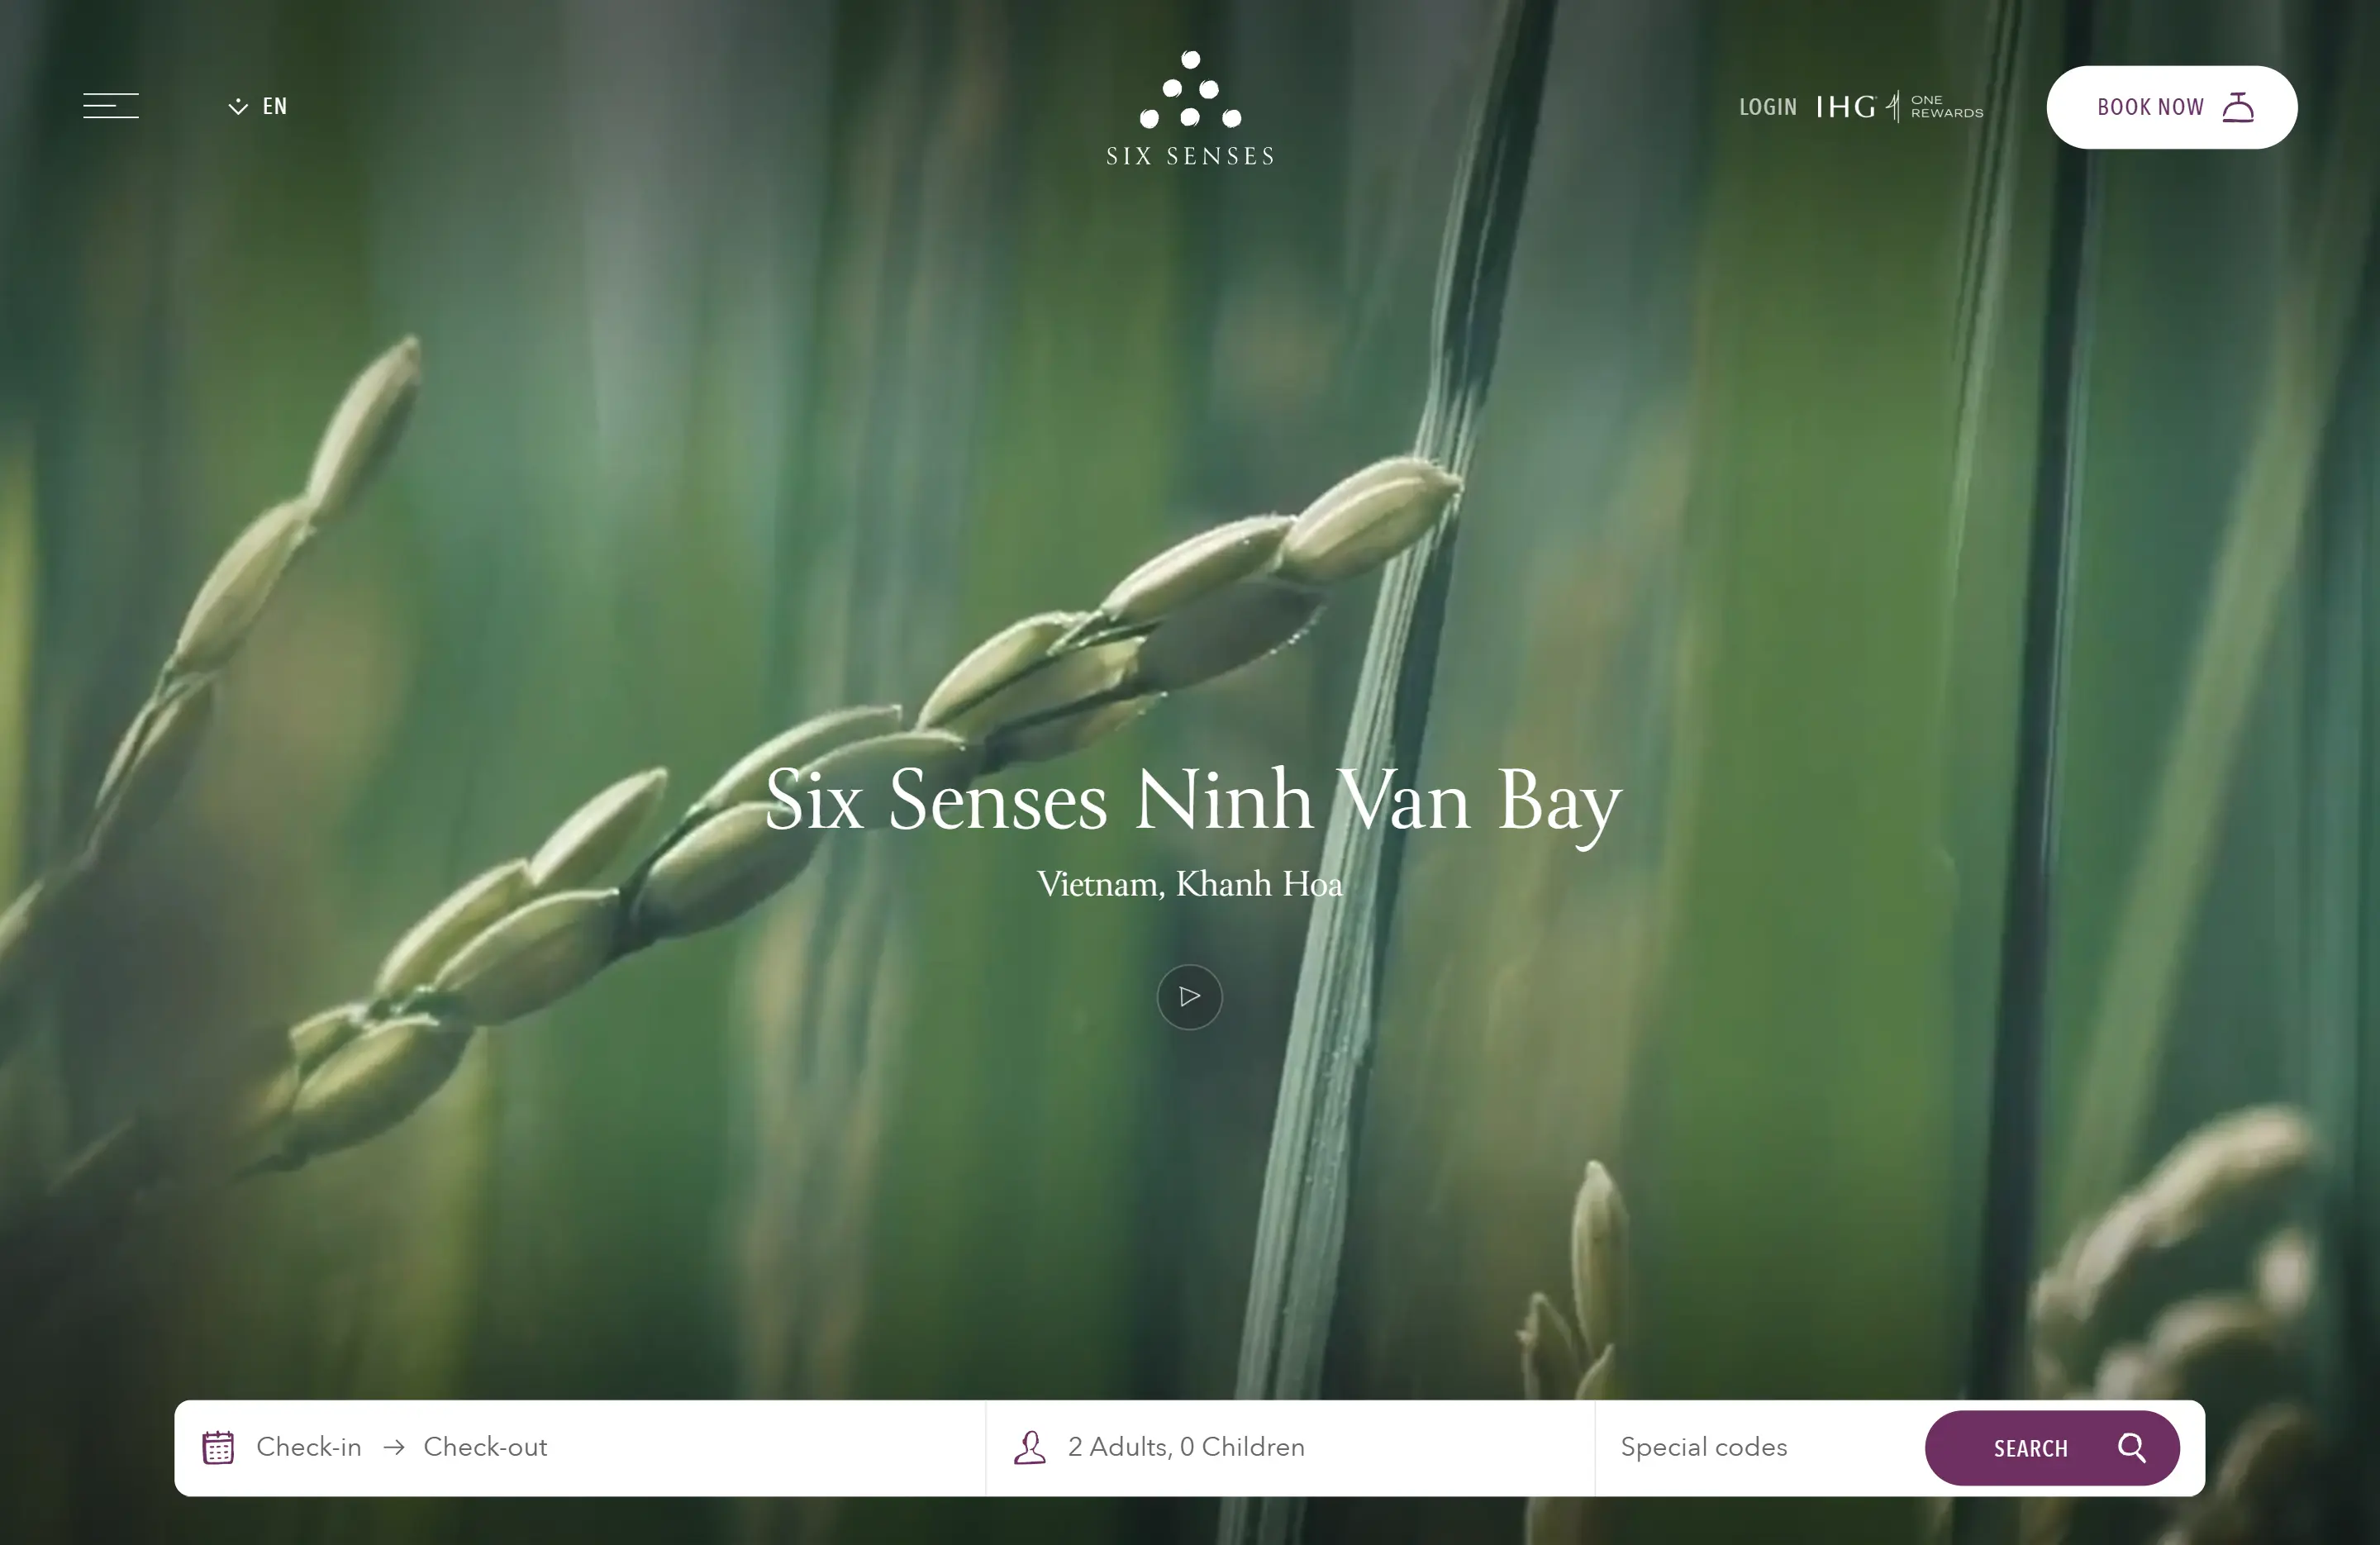 EN
SIX SENSES
LOGIN IHG ONE REWARDS
BOOK NOW
Six Senses Ninh Van Bay
Vietnam, Khanh Hoa
Check-in → Check-out
2 Adults, 0 Children
Special codes
SEARCH